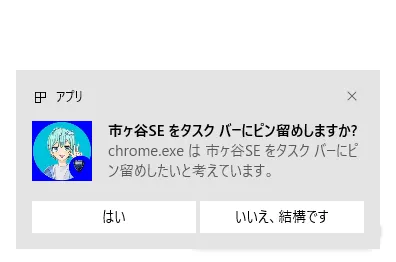 アプリ
市ヶ谷SE をタスク バーにピン留めしますか?
chrome.exe は 市ヶ谷SE をタスク バーにピ
ン留めしたいと考えています。
はい
いいえ、結構です